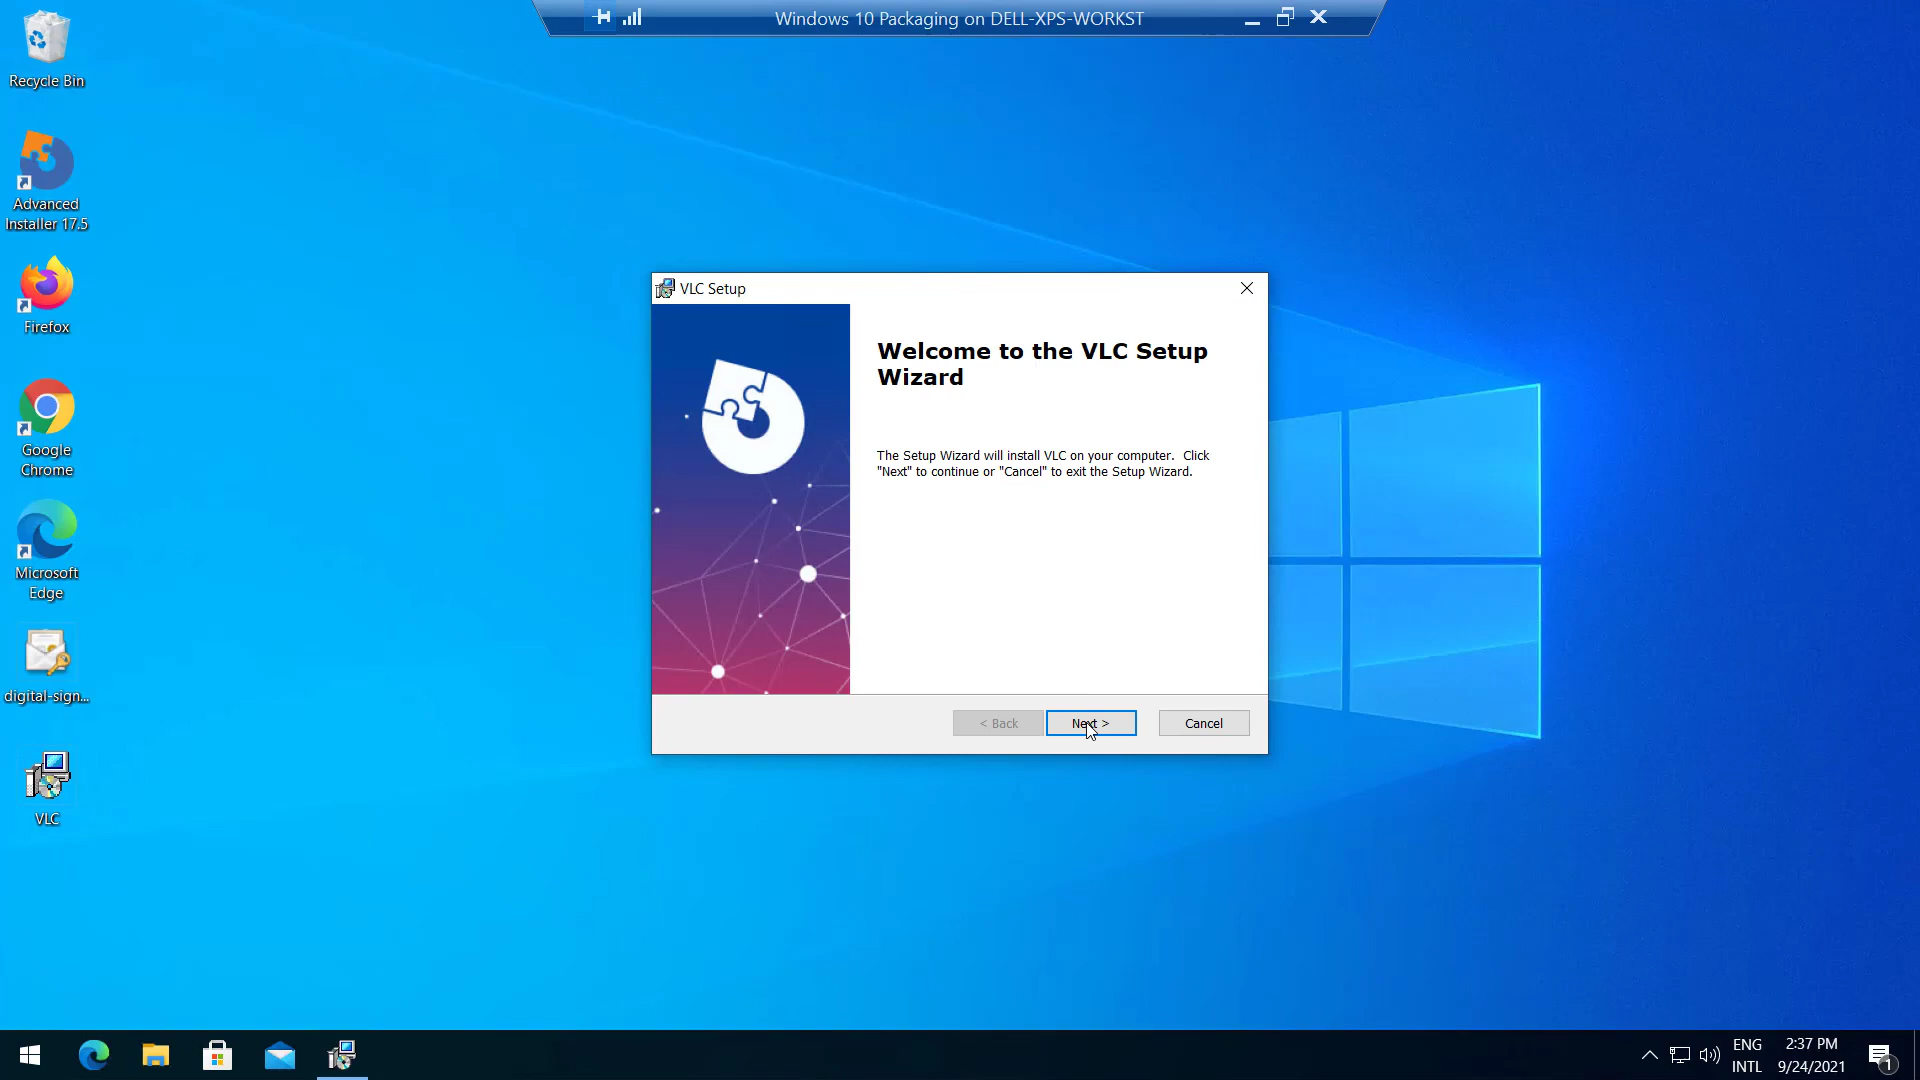 Windows 10 Packaging on DELL-XPS-WORKST
Recycle Bin
Advanced
Installer 17.5
Firefox
Google
Chrome
Microsoft
Edge
digital-sign...
VLC
VLC Setup
Welcome to the VLC Setup
Wizard
The Setup Wizard will install VLC on your computer.  Click
"Next" to continue or "Cancel" to exit the Setup Wizard.
< Back
Next >
Cancel
ENG
INTL
2:37 PM
9/24/2021
1